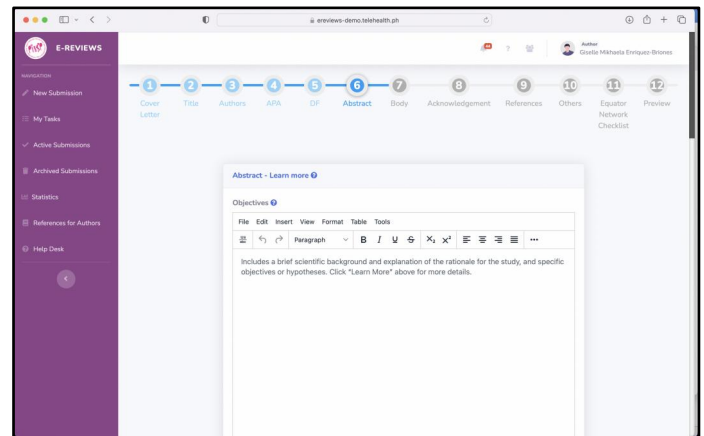 ereviews-demo.telehealth.ph
E-REVIEWS
Author
Giselle Mikhaela Enriquez-Briones
NAVIGATION
New Submission
My Tasks
Active Submissions
Archived Submissions
Statistics
References for Authors
Help Desk
1 2 3 4 5 6 7 8 9 10 11 12
Cover Title Authors APA DF Abstract Body Acknowledgement References Others Equator Preview
Letter Network
Checklist
Abstract - Learn more
Objectives
File Edit Insert View Format Table Tools
Paragraph B I U S X₂ X² ...
Includes a brief scientific background and explanation of the rationale for the study, and specific
objectives or hypotheses. Click "Learn More" above for more details.